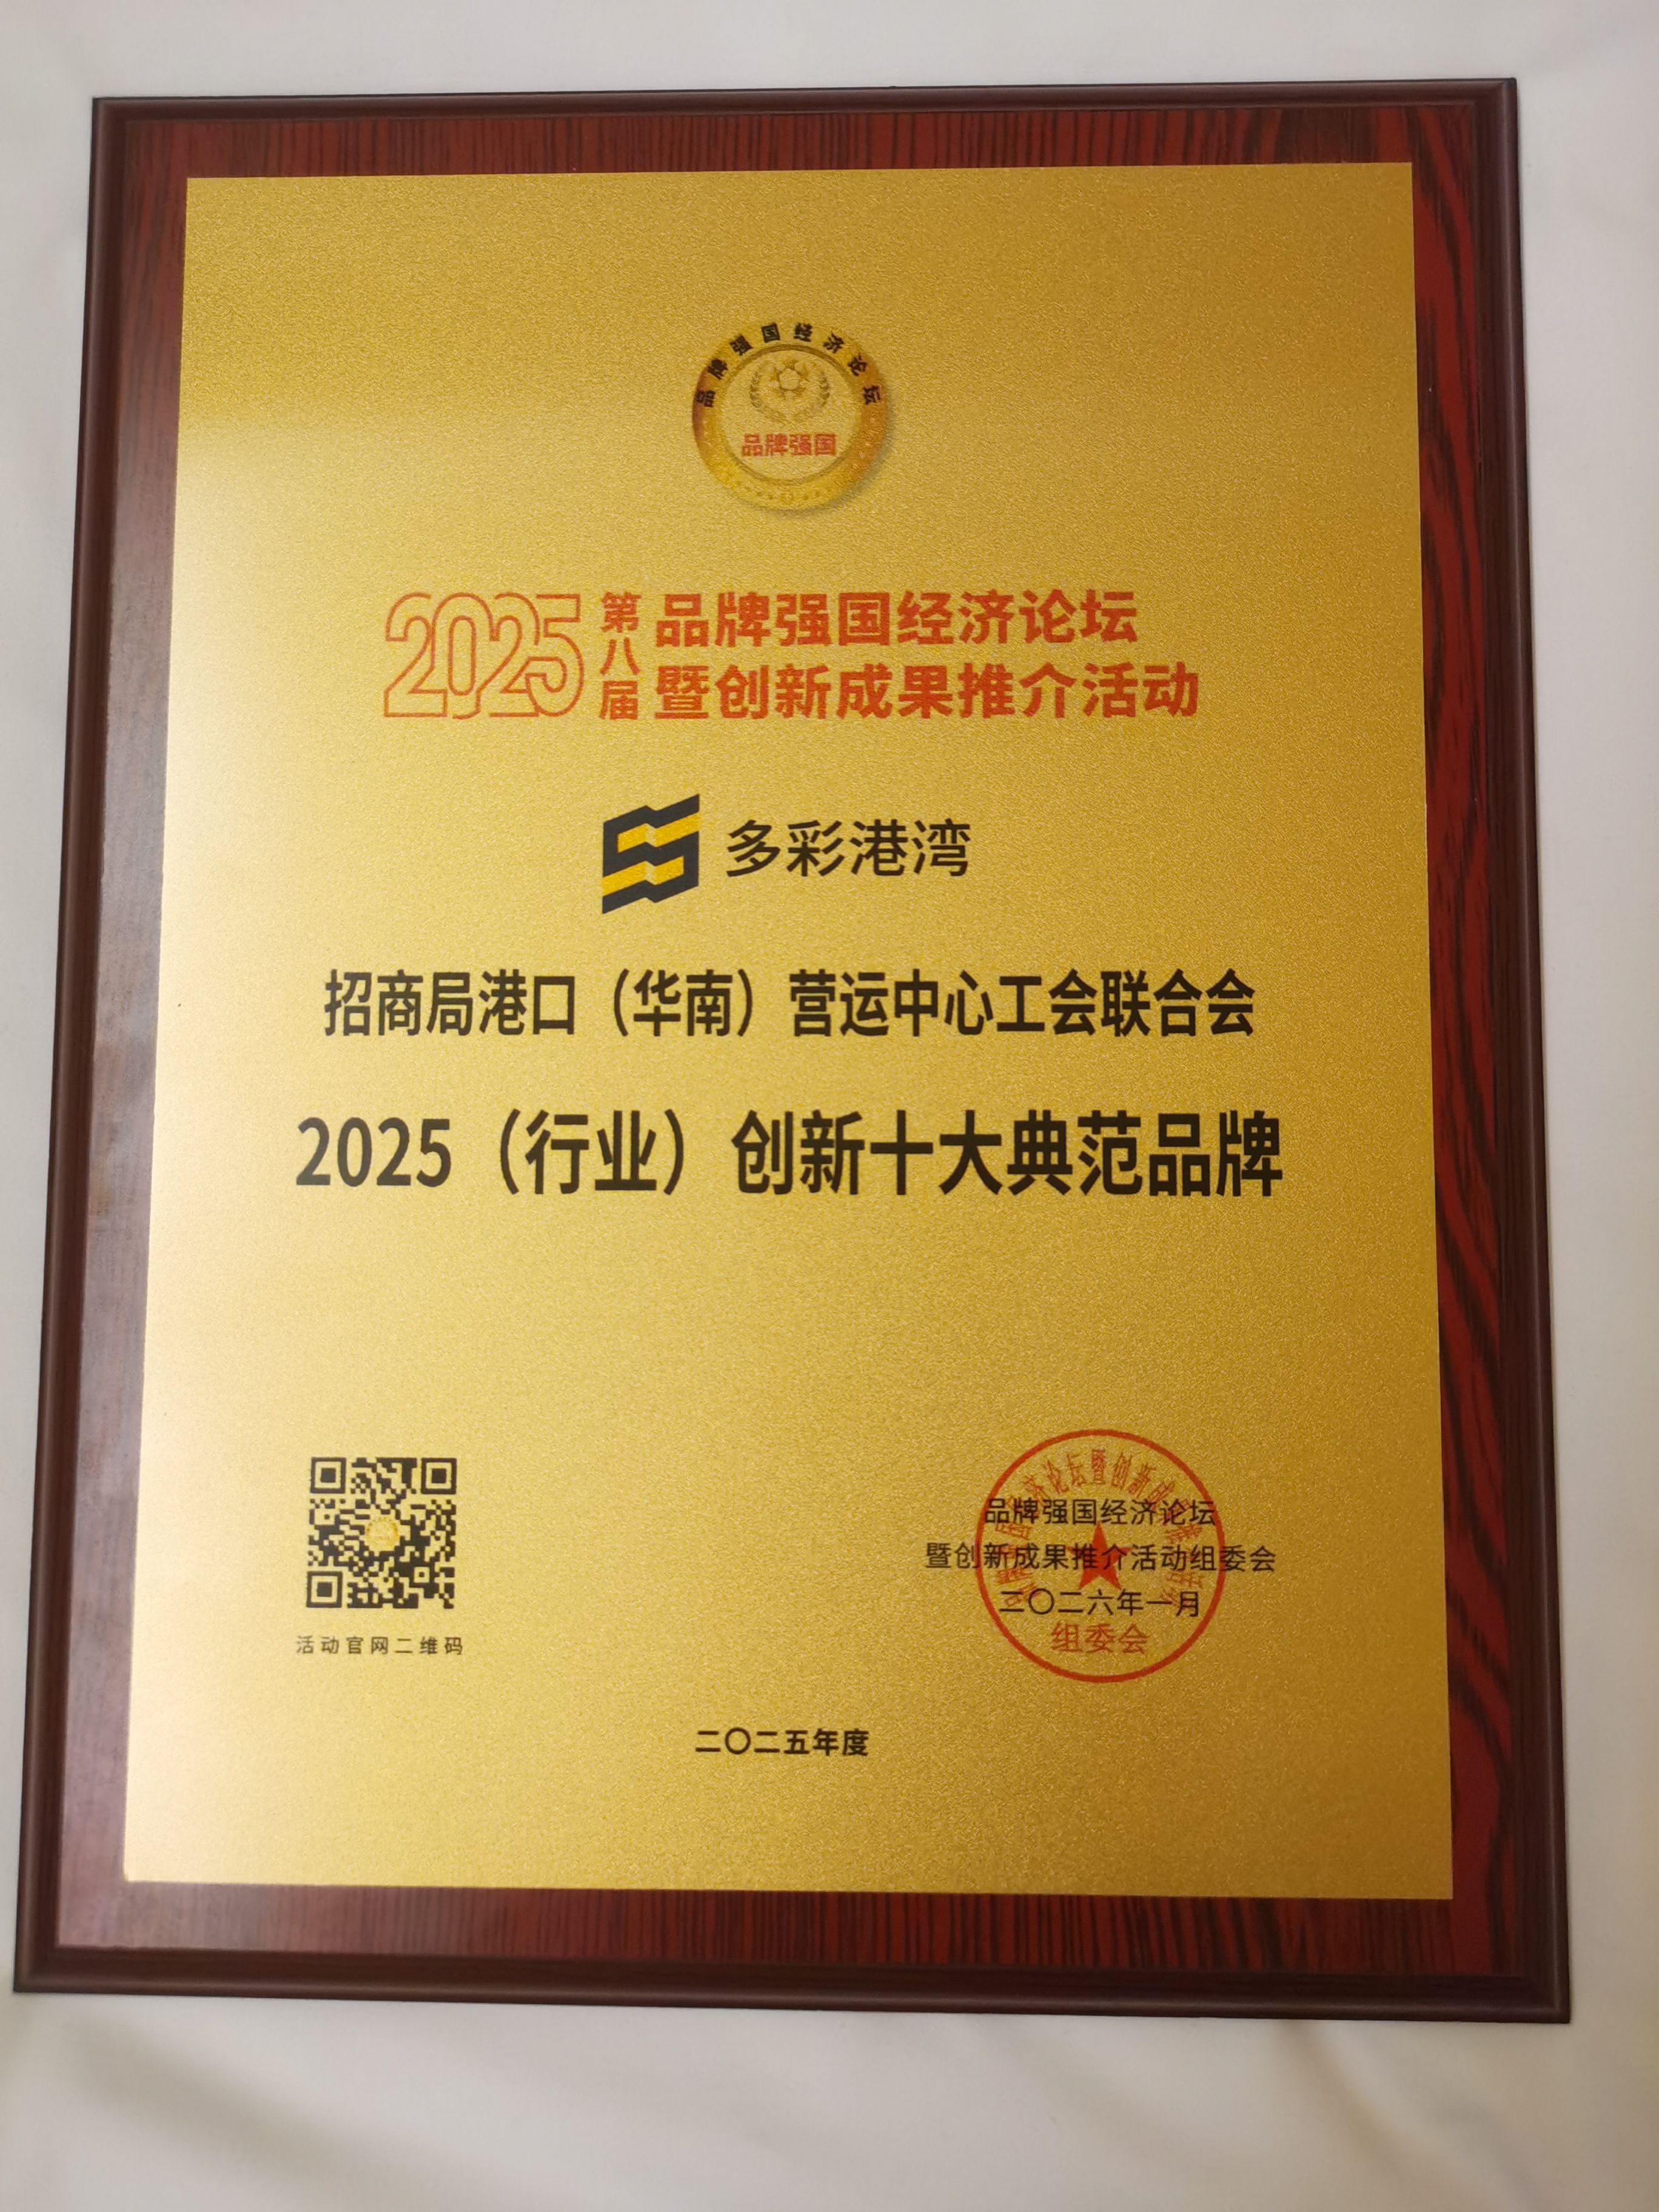 品牌强国经济论坛
品牌强国
2025 第八届 品牌强国经济论坛
暨创新成果推介活动
多彩港湾
招商局港口（华南）营运中心工会联合会
2025（行业）创新十大典范品牌
品牌强国经济论坛
暨创新成果推介活动组委会
二〇二六年一月
组委会
活动官网二维码
二〇二五年度